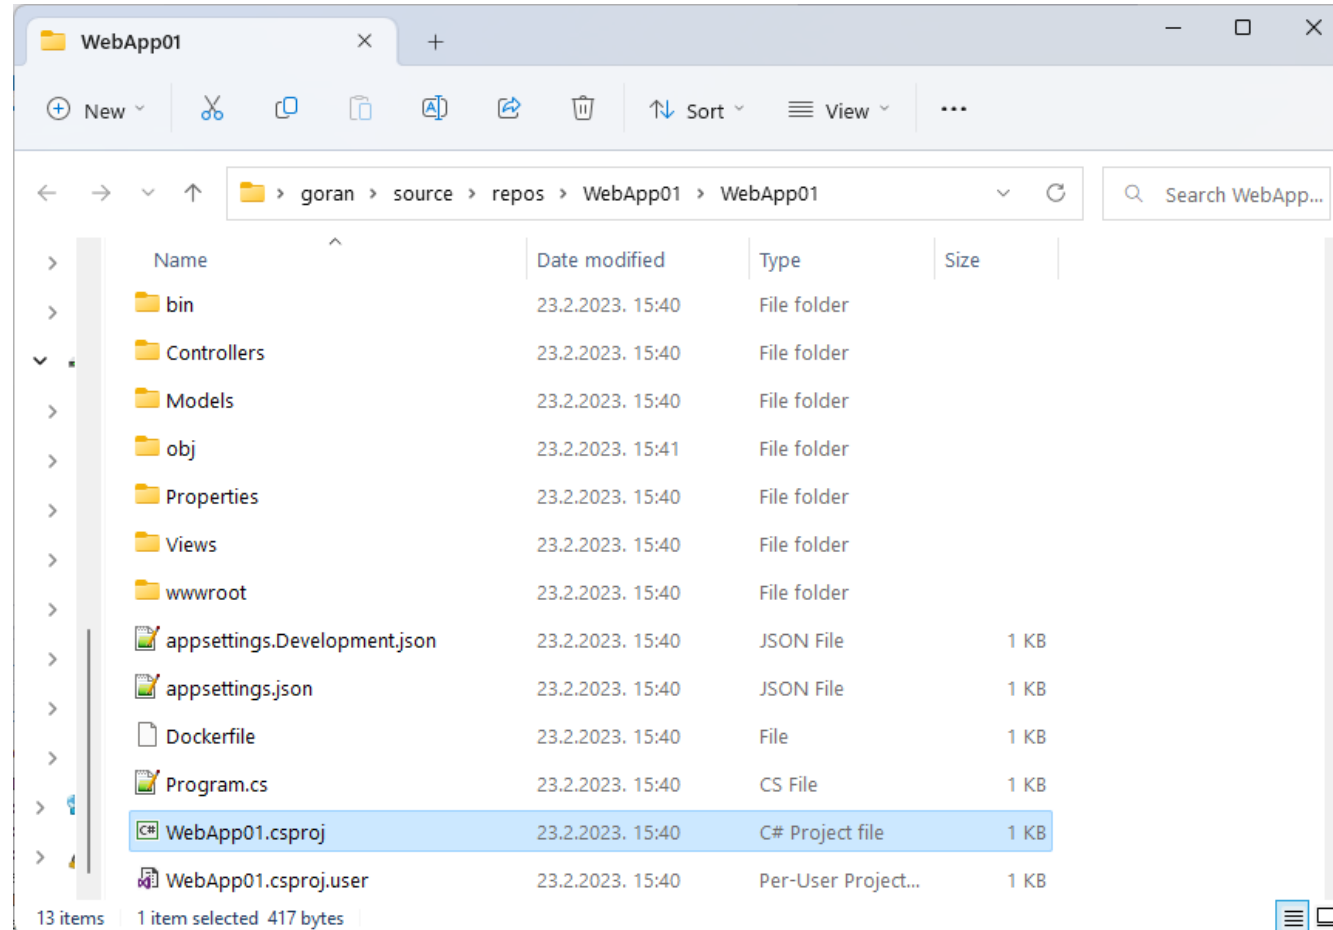 WebApp01
New Sort View
goran source repos WebApp01 WebApp01 Search WebApp...
Name Date modified Type Size
bin 23.2.2023. 15:40 File folder
Controllers 23.2.2023. 15:40 File folder
Models 23.2.2023. 15:40 File folder
obj 23.2.2023. 15:41 File folder
Properties 23.2.2023. 15:40 File folder
Views 23.2.2023. 15:40 File folder
wwwroot 23.2.2023. 15:40 File folder
appsettings.Development.json 23.2.2023. 15:40 JSON File 1 KB
appsettings.json 23.2.2023. 15:40 JSON File 1 KB
Dockerfile 23.2.2023. 15:40 File 1 KB
Program.cs 23.2.2023. 15:40 CS File 1 KB
C# WebApp01.csproj 23.2.2023. 15:40 C# Project file 1 KB
WebApp01.csproj.user 23.2.2023. 15:40 Per-User Project... 1 KB
13 items 1 item selected 417 bytes